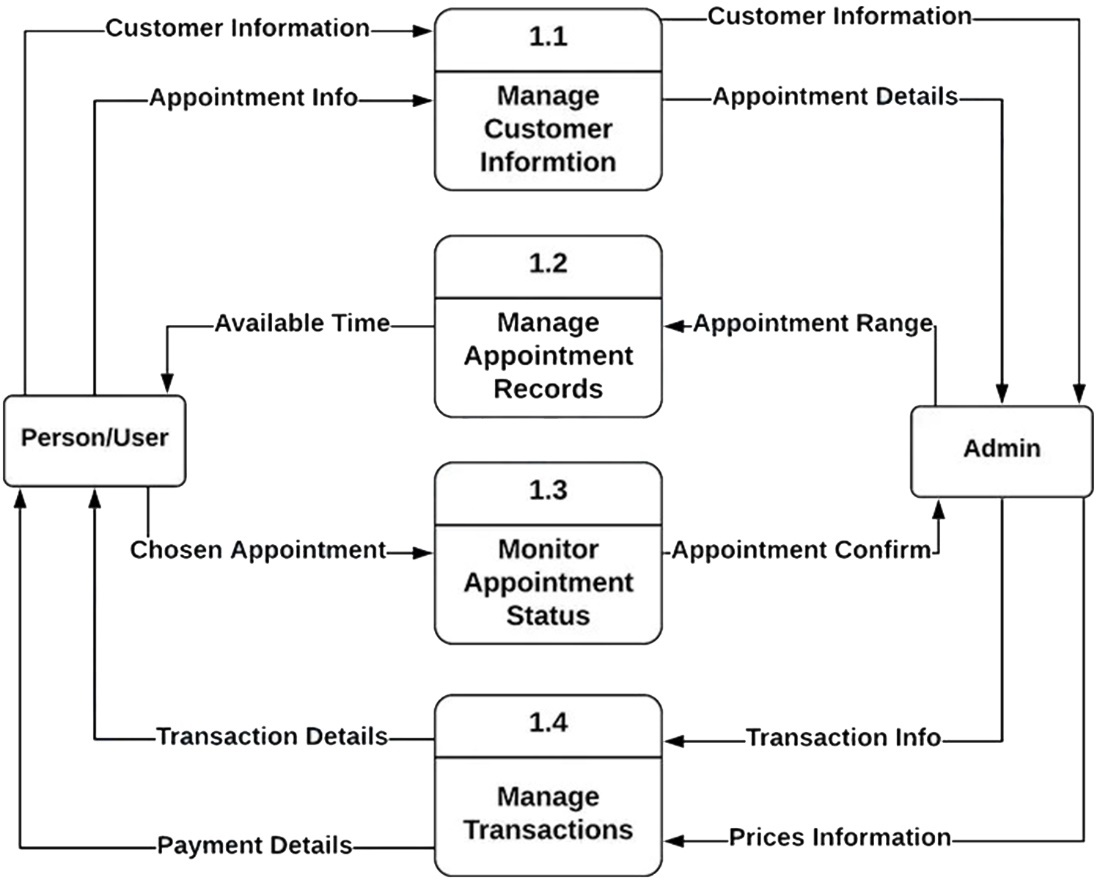 Customer Information
1.1
Customer Information
Appointment Info
Manage
Customer
Informtion
Appointment Details
1.2
Available Time
Manage
Appointment
Records
Appointment Range
Person/User
Admin
1.3
Chosen Appointment
Monitor
Appointment
Status
Appointment Confirm
1.4
Transaction Details
Transaction Info
Manage
Transactions
Payment Details
Prices Information